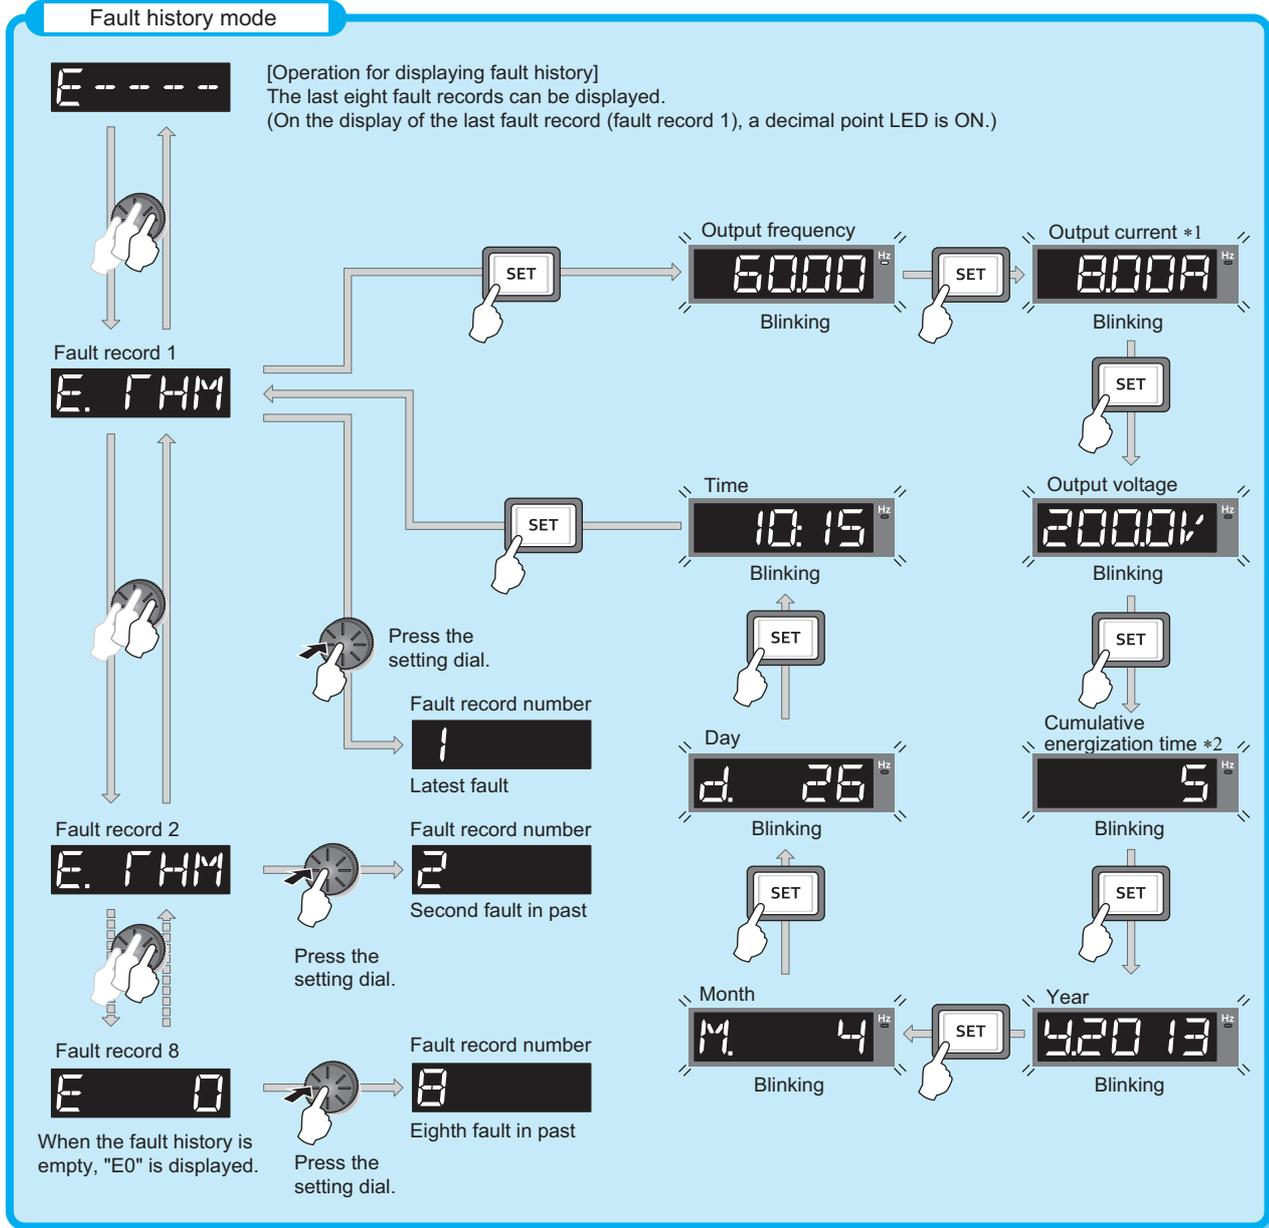 Fault history mode
E - - - -
[Operation for displaying fault history]
The last eight fault records can be displayed.
(On the display of the last fault record (fault record 1), a decimal point LED is ON.)
Output frequency
60.00
Hz
Blinking
SET
SET
Output current *1
8.00A
Hz
Blinking
SET
Fault record 1
E. THM
Time
10:15
Hz
Blinking
SET
Output voltage
200.0V
Hz
Blinking
SET
SET
Press the
setting dial.
Fault record number
1
Latest fault
Day
d. 26
Hz
Blinking
SET
Cumulative
energization time *2
5
Hz
Blinking
SET
Fault record 2
E. THM
Press the
setting dial.
Fault record number
2
Second fault in past
Month
M. 4
Hz
Blinking
SET
Year
y.2013
Hz
Blinking
Fault record 8
E 0
When the fault history is
empty, "E0" is displayed.
Press the
setting dial.
Fault record number
8
Eighth fault in past